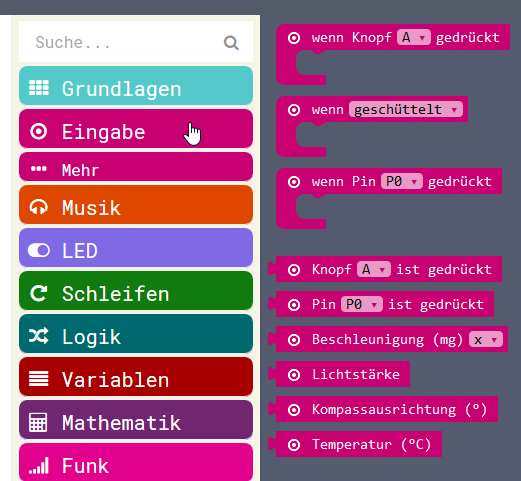 Suche...
Grundlagen
Eingabe
Mehr
Musik
LED
Schleifen
Logik
Variablen
Mathematik
Funk
wenn Knopf A gedrückt
wenn geschüttelt
wenn Pin P0 gedrückt
Knopf A ist gedrückt
Pin P0 ist gedrückt
Beschleunigung (mg) x
Lichtstärke
Kompassausrichtung (°)
Temperatur (°C)